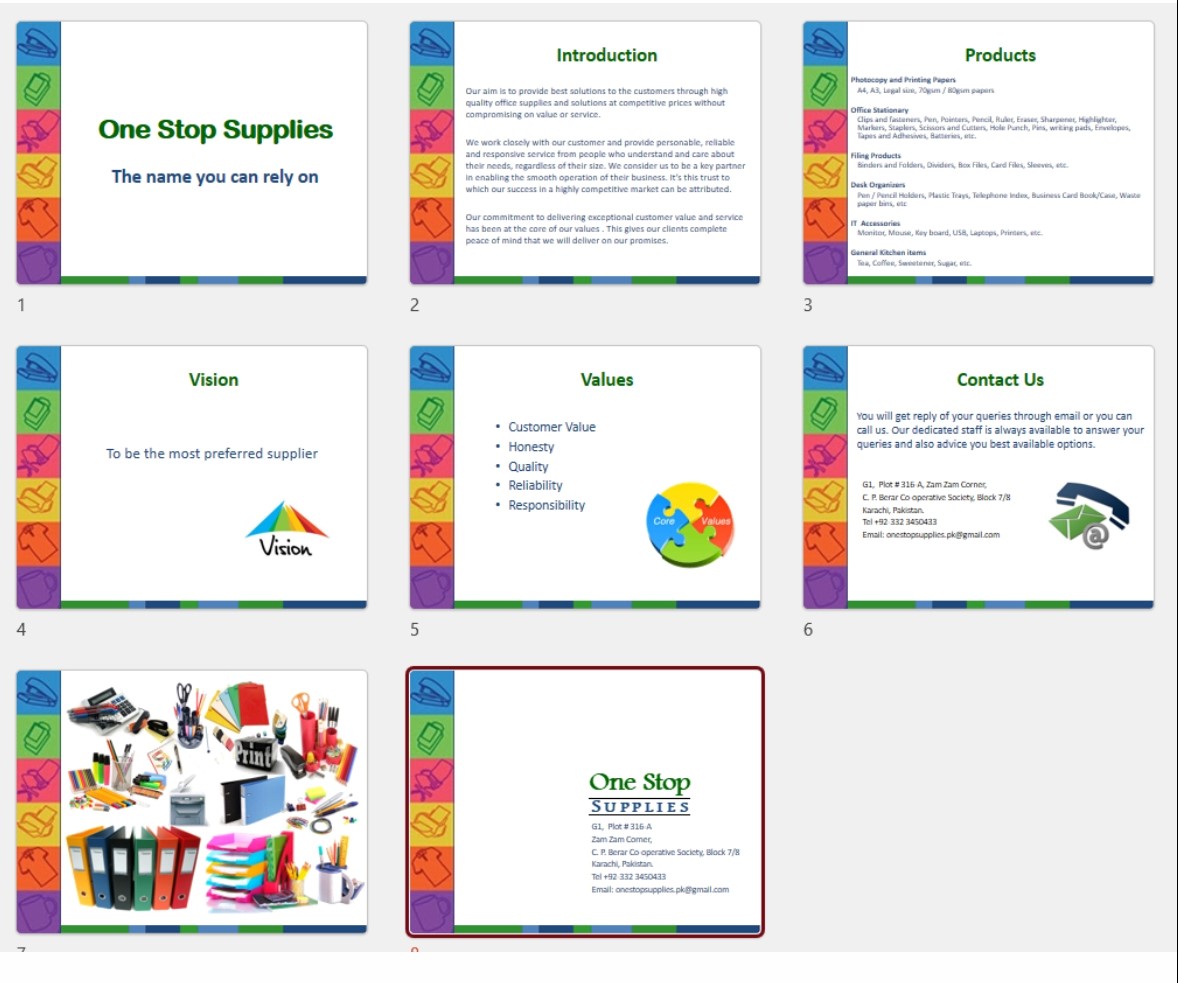 One Stop Supplies
The name you can rely on
1
Introduction
Our aim is to provide best solutions to the customers through high
quality office supplies and solutions at competitive prices without
compromising on value or service.
We work closely with our customer and provide personable, reliable
and responsive service from people who understand and care about
their needs, regardless of their size. We consider us to be a key partner
in enabling the smooth operation of their business. It's this trust to
which our success in a highly competitive market can be attributed.
Our commitment to delivering exceptional customer value and service
has been at the core of our values . This gives our clients complete
peace of mind that we will deliver on our promises.
2
Products
Photocopy and Printing Papers
A4, A3, Legal size, 70gsm / 80gsm papers
Office Stationary
Clips and fasteners, Pen, Pointers, Pencil, Ruler, Eraser, Sharpener, Highlighter,
Markers, Staplers, Scissors and Cutters, Hole Punch, Pins, writing pads, Envelopes,
Tapes and Adhesives, Batteries, etc.
Filing Products
Binders and Folders, Dividers, Box Files, Card Files, Sleeves, etc.
Desk Organizers
Pen / Pencil Holders, Plastic Trays, Telephone Index, Business Card Book/Case, Waste
paper bins, etc
IT Accessories
Monitor, Mouse, Key board, USB, Laptops, Printers, etc.
General Kitchen items
Tea, Coffee, Sweetener, Sugar, etc.
3
Vision
To be the most preferred supplier
Vision
4
Values
• Customer Value
• Honesty
• Quality
• Reliability
• Responsibility
Core Values
5
Contact Us
You will get reply of your queries through email or you can
call us. Our dedicated staff is always available to answer your
queries and also advice you best available options.
G1, Plot # 316-A, Zam Zam Corner,
C. P. Berar Co-operative Society, Block 7/8
Karachi, Pakistan.
Tel +92 332 3450433
Email: onestopsupplies.pk@gmail.com
@
6
Print
7
One Stop
SUPPLIES
G1, Plot # 316-A
Zam Zam Corner,
C. P. Berar Co-operative Society, Block 7/8
Karachi, Pakistan.
Tel +92 332 3450433
Email: onestopsupplies.pk@gmail.com